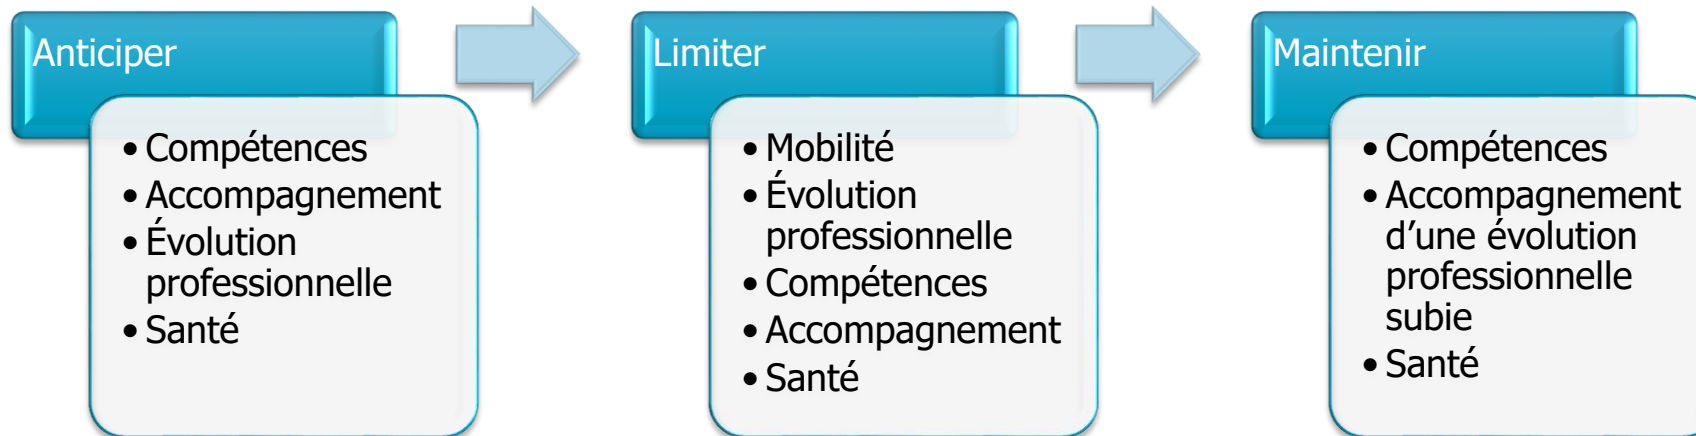 Anticiper
• Compétences
• Accompagnement
• Évolution
professionnelle
• Santé
Limiter
• Mobilité
• Évolution
professionnelle
• Compétences
• Accompagnement
• Santé
Maintenir
• Compétences
• Accompagnement
d’une évolution
professionnelle
subie
• Santé